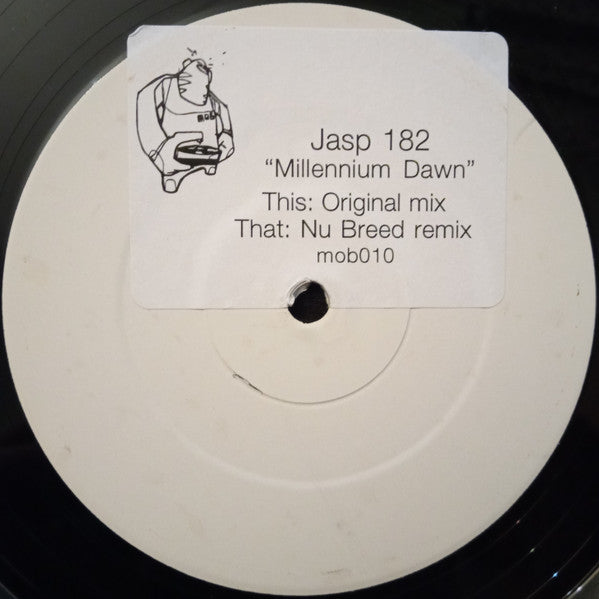 Jasp 182
“Millennium Dawn”
This: Original mix
That: Nu Breed remix
mob010